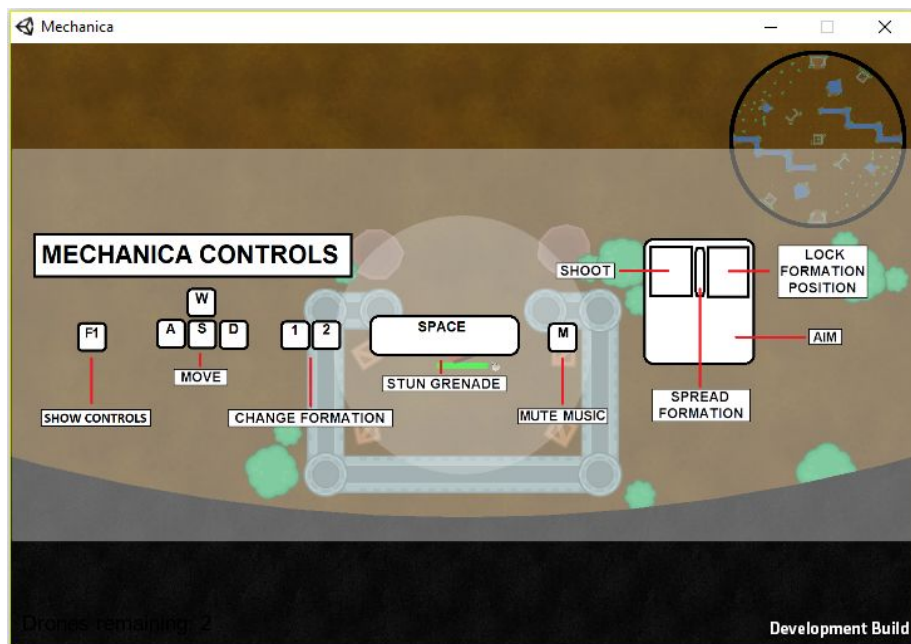 Mechanica
MECHANICA CONTROLS
F1
SHOW CONTROLS
W
A S D
MOVE
1 2
CHANGE FORMATION
SPACE
STUN GRENADE
M
MUTE MUSIC
SHOOT
LOCK
FORMATION
POSITION
AIM
SPREAD
FORMATION
Drones remaining: 2
Development Build